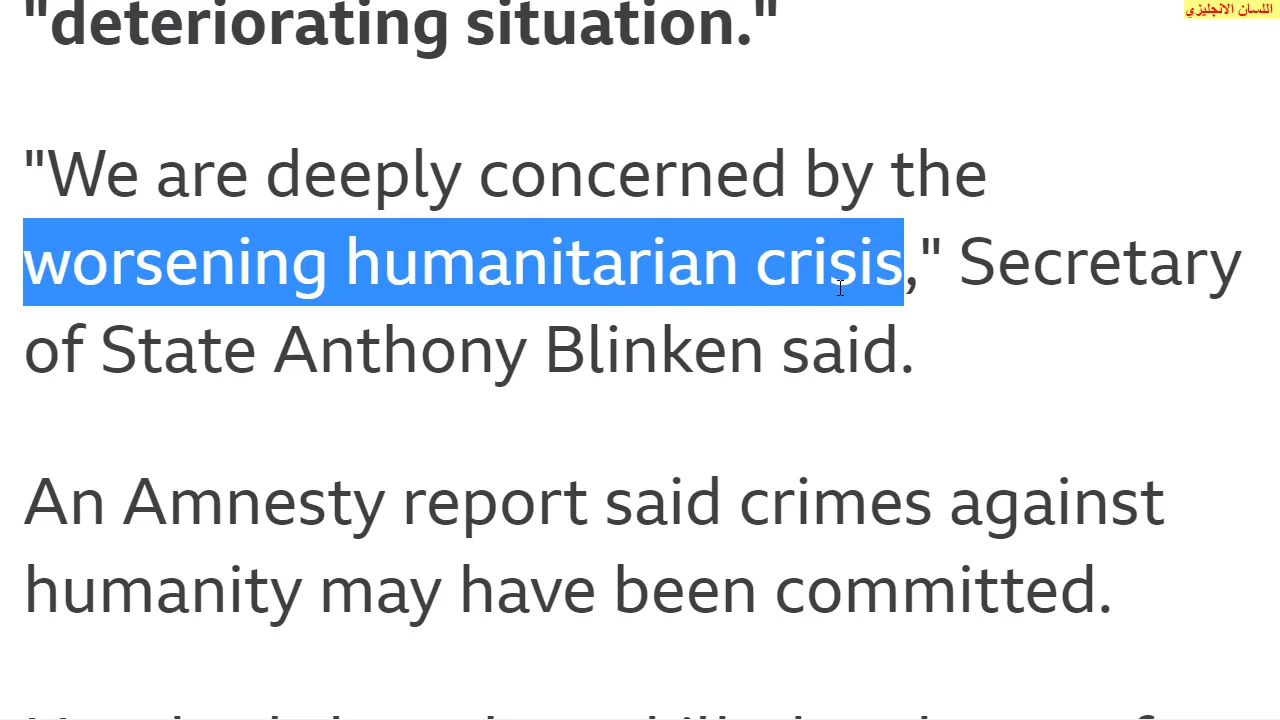 اللسان الانجليزي
"deteriorating situation."
"We are deeply concerned by the
worsening humanitarian crisis," Secretary
of State Anthony Blinken said.
An Amnesty report said crimes against
humanity may have been committed.